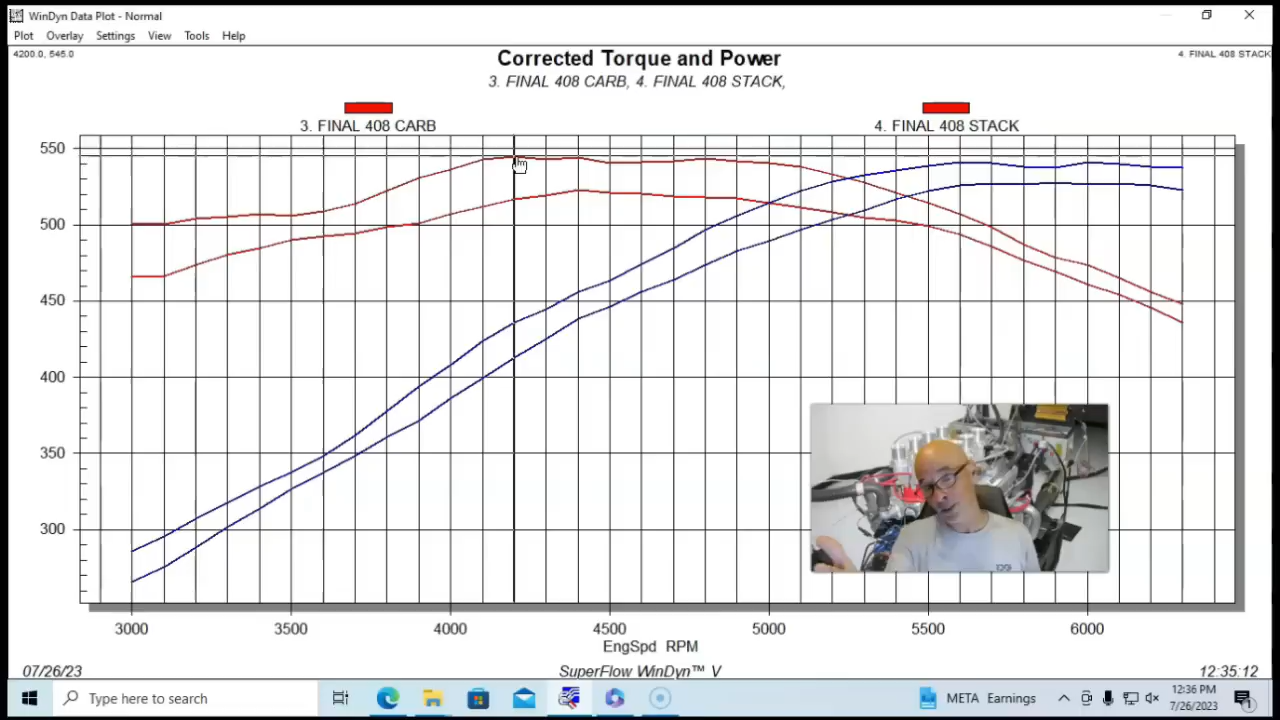 WinDyn Data Plot - Normal
Plot Overlay Settings View Tools Help
4200.0, 545.0
4. FINAL 408 STACK
Corrected Torque and Power
3. FINAL 408 CARB, 4. FINAL 408 STACK,
3. FINAL 408 CARB
4. FINAL 408 STACK
550
500
450
400
350
300
3000 3500 4000 4500 5000 5500 6000
EngSpd RPM
07/26/23
SuperFlow WinDyn™ V
12:35:12
Type here to search
META Earnings
12:36 PM
7/26/2023
1